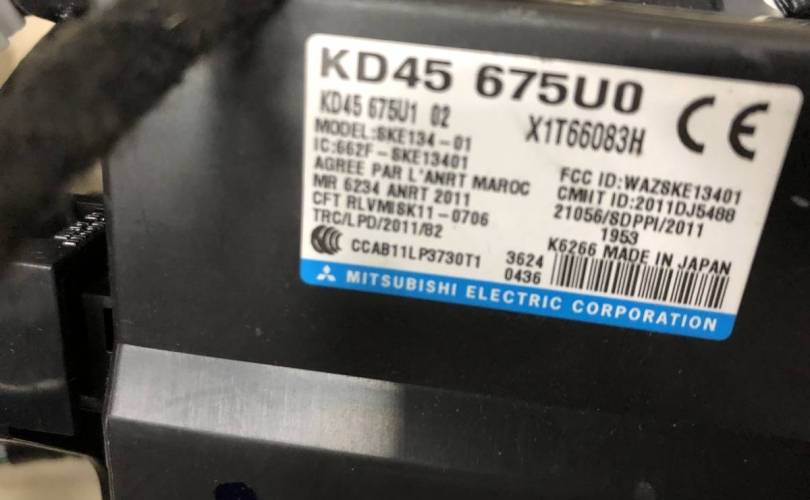 KD45 675U0
KD45 675U1 02
X1T66083H
MODEL:SKE134-01
IC:662F-SKE13401
AGREE PAR L'ANRT MAROC
MR 6234 ANRT 2011
CFT RLVMISK11-0706
TRC/LPD/2011/82
CCAB11LP3730T1
CE
FCC ID:WAZSKE13401
CMIIT ID:2011DJ5488
21056/SDPPI/2011
1953
K6266 MADE IN JAPAN
3624
0436
MITSUBISHI ELECTRIC CORPORATION